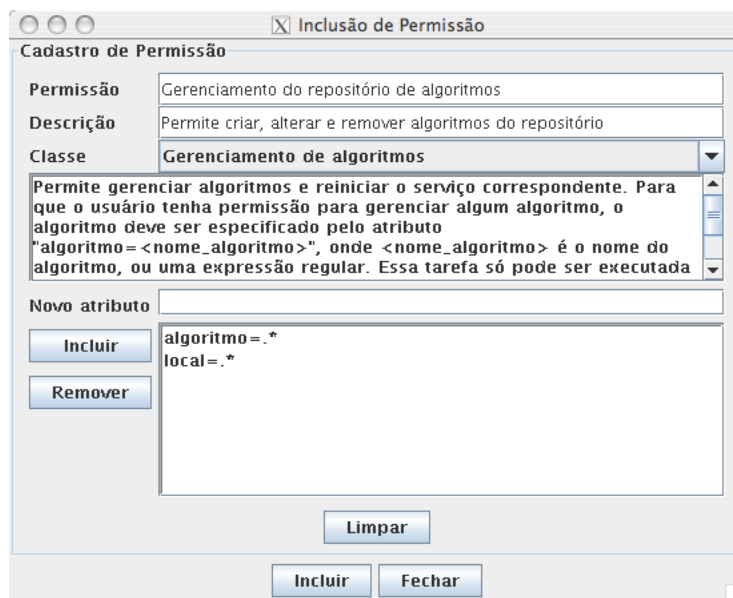 Inclusão de Permissão
Cadastro de Permissão
Permissão Gerenciamento do repositório de algoritmos
Descrição Permite criar, alterar e remover algoritmos do repositório
Classe Gerenciamento de algoritmos
Permite gerenciar algoritmos e reiniciar o serviço correspondente. Para
que o usuário tenha permissão para gerenciar algum algoritmo, o
algoritmo deve ser especificado pelo atributo
"algoritmo=<nome_algoritmo>", onde <nome_algoritmo> é o nome do
algoritmo, ou uma expressão regular. Essa tarefa só pode ser executada
Novo atributo
Incluir
Remover
algoritmo=.*
local=.*
Limpar
Incluir Fechar